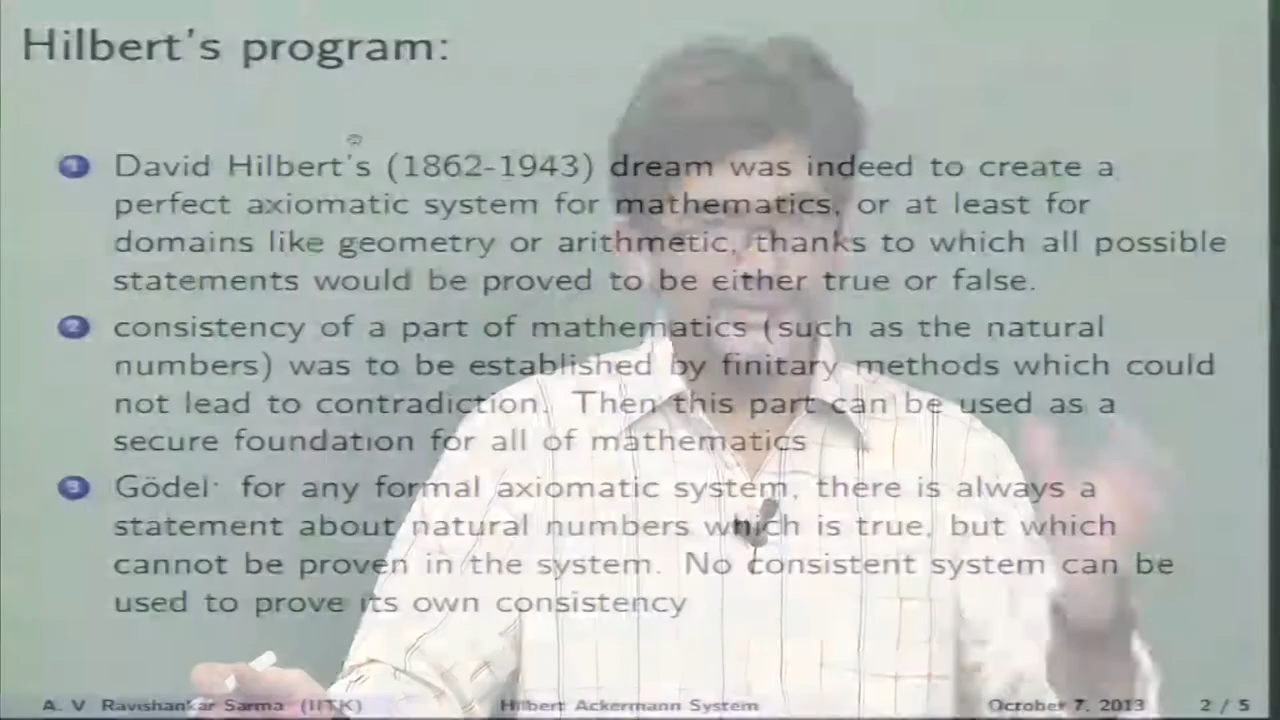 Hilbert's program:
1 David Hilbert's (1862-1943) dream was indeed to create a
perfect axiomatic system for mathematics, or at least for
domains like geometry or arithmetic, thanks to which all possible
statements would be proved to be either true or false.
2 consistency of a part of mathematics (such as the natural
numbers) was to be established by finitary methods which could
not lead to contradiction. Then this part can be used as a
secure foundation for all of mathematics
3 Gödel: for any formal axiomatic system, there is always a
statement about natural numbers which is true, but which
cannot be proven in the system. No consistent system can be
used to prove its own consistency
A. V Ravishankar Sarma (IITK) Hilbert Ackermann System October 7, 2013 2 / 5